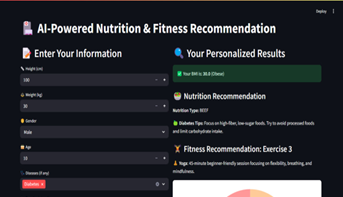 Deploy
AI-Powered Nutrition & Fitness Recommendation
Enter Your Information
Height (cm)
100
Weight (kg)
30
Gender
Male
Age
10
Diseases (if any)
Diabetes
Your Personalized Results
Your BMI is: 30.0 (Obese)
Nutrition Recommendation
Nutrition Type: BEEF
Diabetes Tips: Focus on high-fiber, low-sugar foods. Try to avoid processed foods
and limit carbohydrate intake.
Fitness Recommendation: Exercise 3
Yoga: 45-minute beginner-friendly session focusing on flexibility, breathing, and
mindfulness.